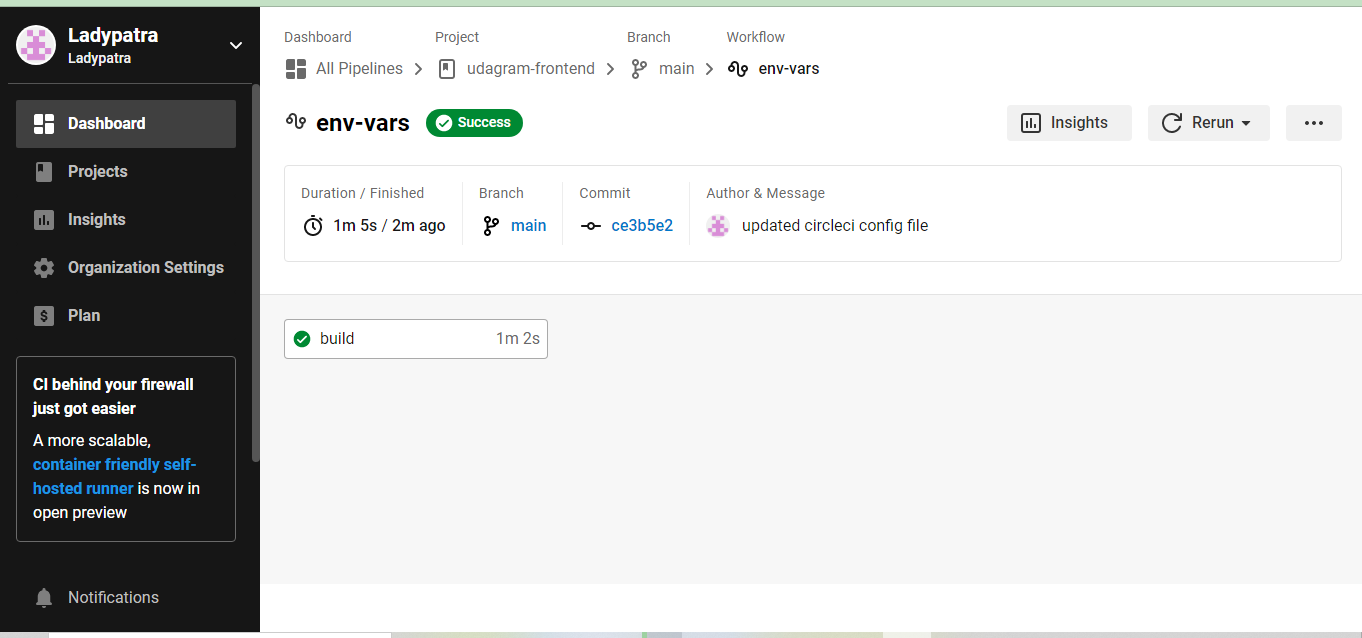 Ladypatra
Ladypatra
Dashboard
Projects
Insights
Organization Settings
Plan
CI behind your firewall
just got easier
A more scalable,
container friendly self-
hosted runner is now in
open preview
Notifications
Dashboard Project Branch Workflow
All Pipelines udagram-frontend main env-vars
env-vars Success Insights Rerun
Duration / Finished Branch Commit Author & Message
1m 5s / 2m ago main ce3b5e2 updated circleci config file
build 1m 2s